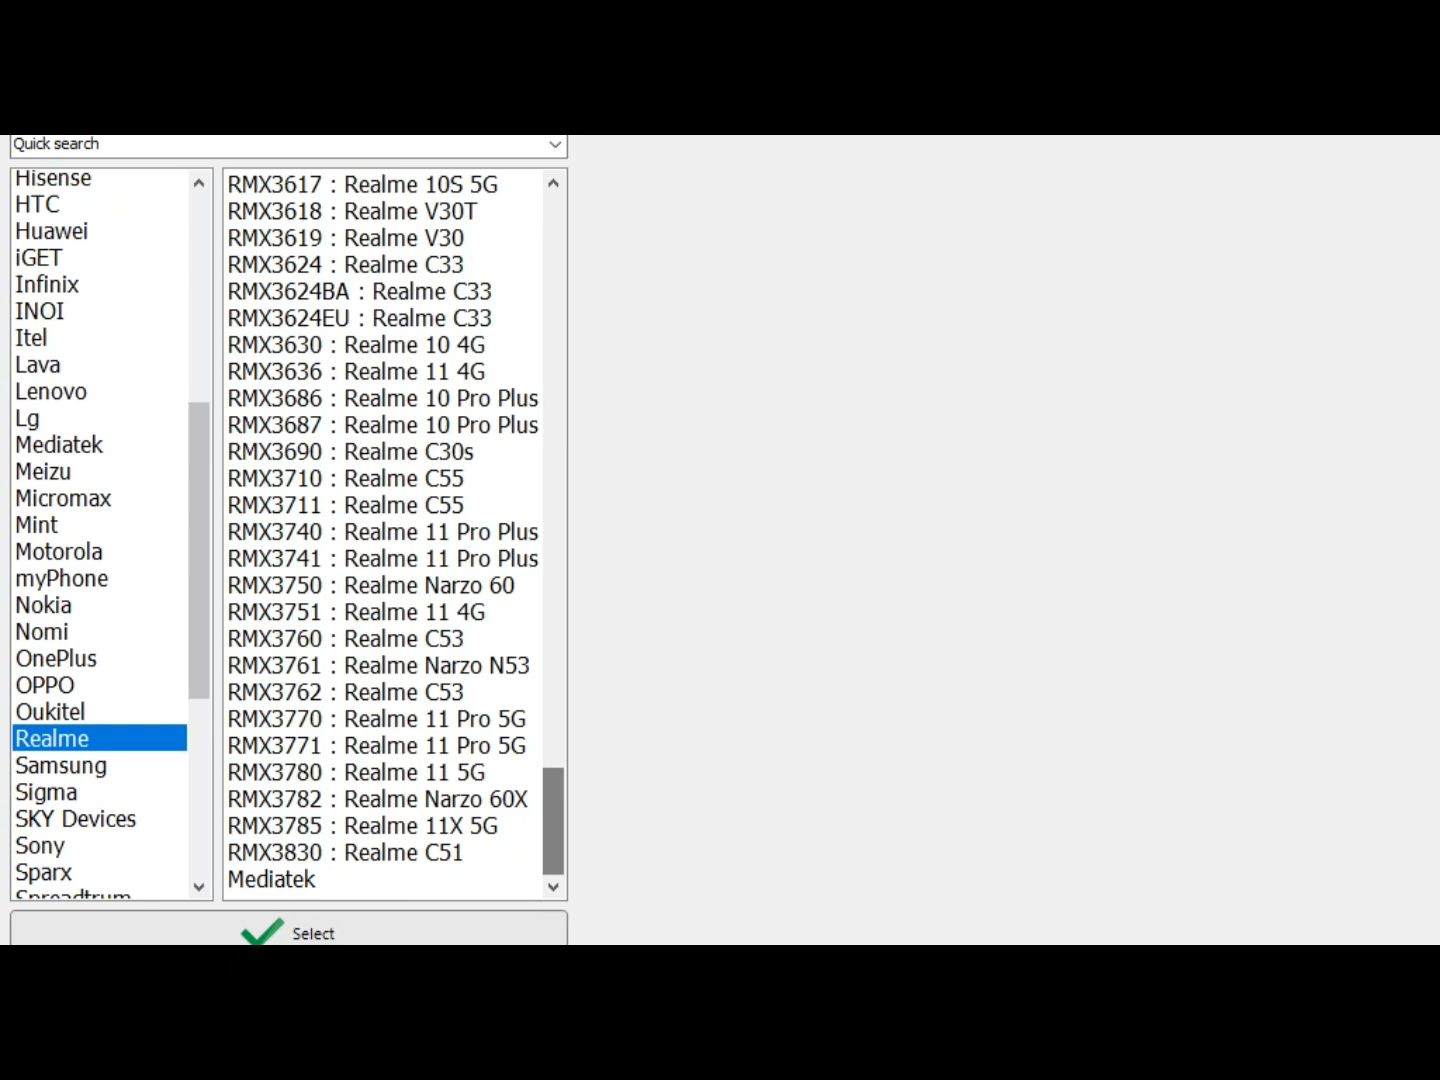 Quick search
Hisense
HTC
Huawei
iGET
Infinix
INOI
Itel
Lava
Lenovo
Lg
Mediatek
Meizu
Micromax
Mint
Motorola
myPhone
Nokia
Nomi
OnePlus
OPPO
Oukitel
Realme
Samsung
Sigma
SKY Devices
Sony
Sparx
Spreadtrum
RMX3617 : Realme 10S 5G
RMX3618 : Realme V30T
RMX3619 : Realme V30
RMX3624 : Realme C33
RMX3624BA : Realme C33
RMX3624EU : Realme C33
RMX3630 : Realme 10 4G
RMX3636 : Realme 11 4G
RMX3686 : Realme 10 Pro Plus
RMX3687 : Realme 10 Pro Plus
RMX3690 : Realme C30s
RMX3710 : Realme C55
RMX3711 : Realme C55
RMX3740 : Realme 11 Pro Plus
RMX3741 : Realme 11 Pro Plus
RMX3750 : Realme Narzo 60
RMX3751 : Realme 11 4G
RMX3760 : Realme C53
RMX3761 : Realme Narzo N53
RMX3762 : Realme C53
RMX3770 : Realme 11 Pro 5G
RMX3771 : Realme 11 Pro 5G
RMX3780 : Realme 11 5G
RMX3782 : Realme Narzo 60X
RMX3785 : Realme 11X 5G
RMX3830 : Realme C51
Mediatek
Select